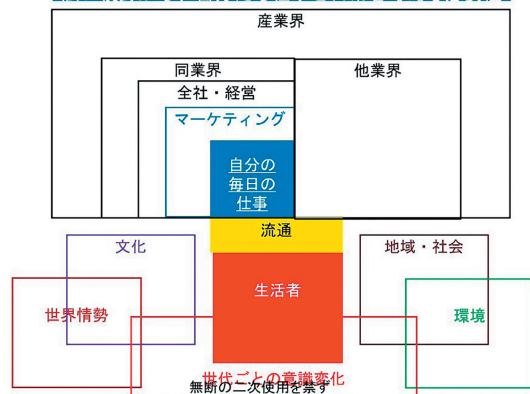 産業界
同業界
他業界
全社・経営
マーケティング
自分の
毎日の
仕事
流通
文化
地域・社会
生活者
世界情勢
環境
世代ごとの意識変化
無断の二次使用を禁ず